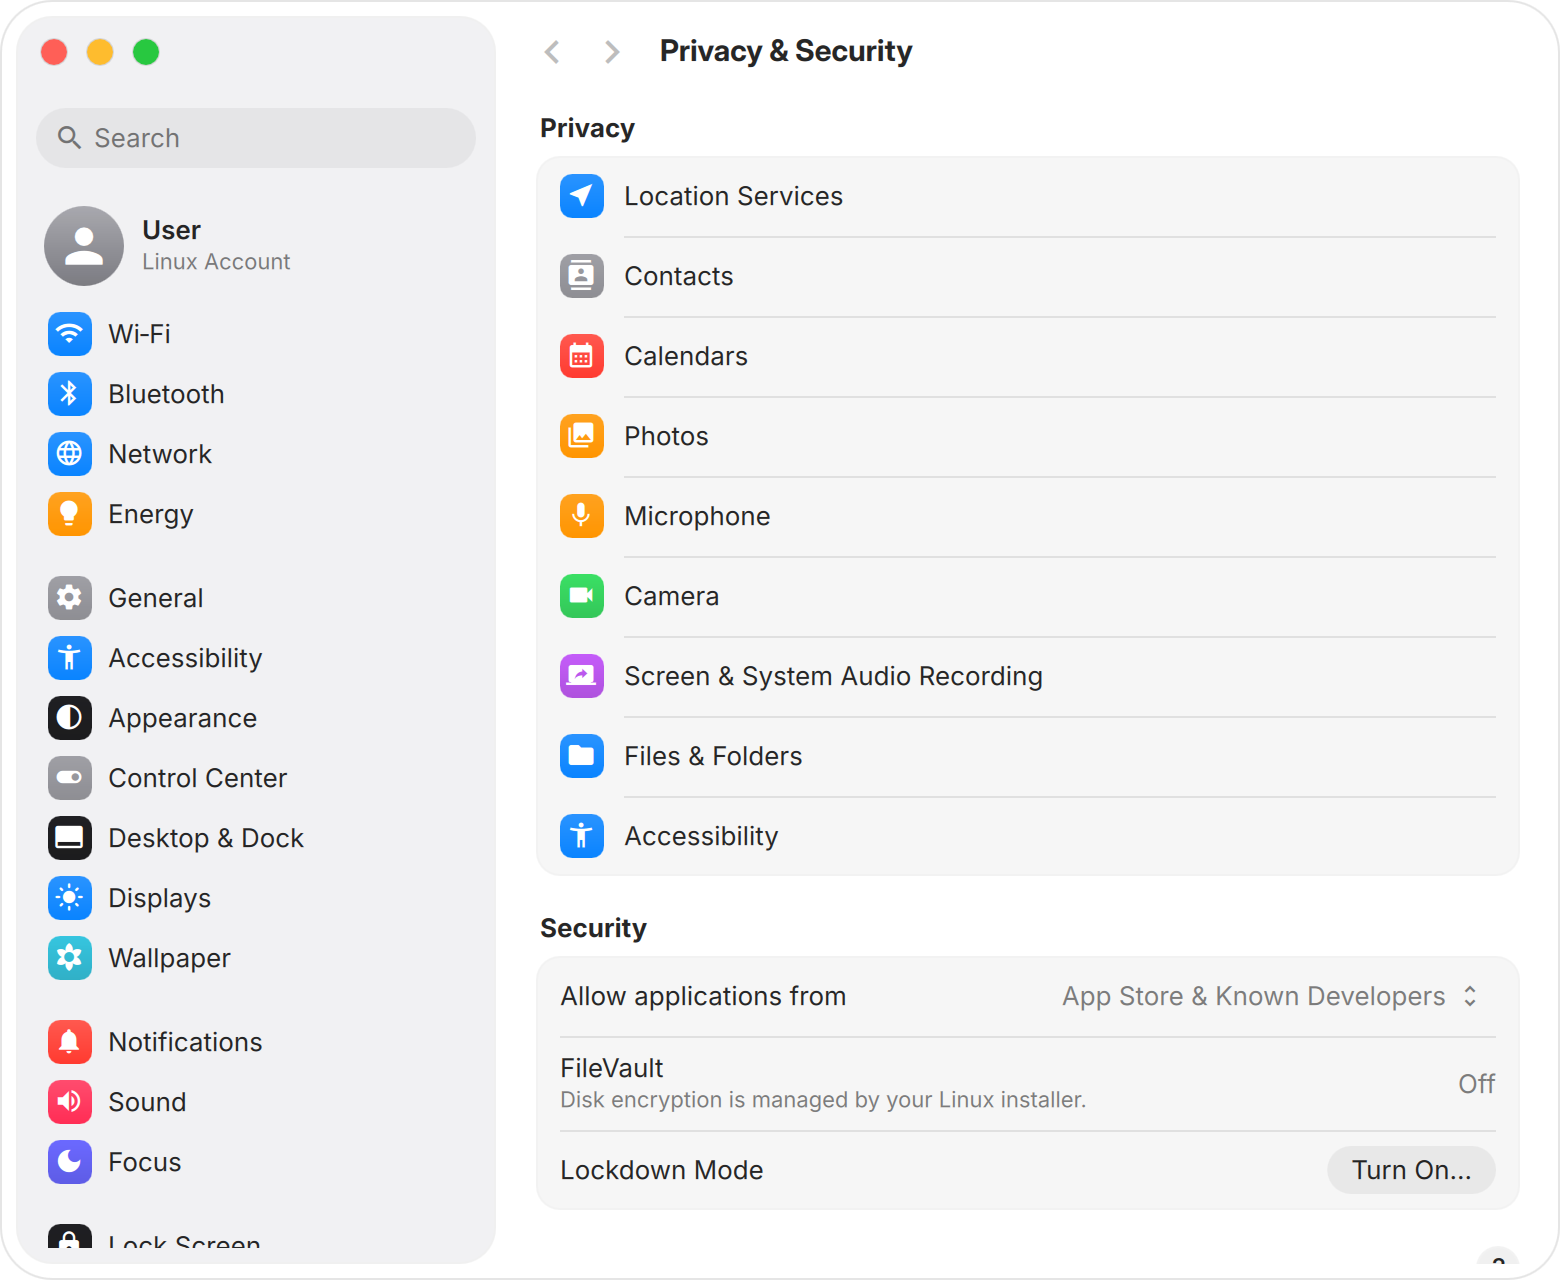 Privacy & Security
Search
User
Linux Account
Wi-Fi
Bluetooth
Network
Energy
General
Accessibility
Appearance
Control Center
Desktop & Dock
Displays
Wallpaper
Notifications
Sound
Focus
Lock Screen
Privacy
Location Services
Contacts
Calendars
Photos
Microphone
Camera
Screen & System Audio Recording
Files & Folders
Accessibility
Security
Allow applications from
App Store & Known Developers
FileVault
Disk encryption is managed by your Linux installer.
Off
Lockdown Mode
Turn On...
?